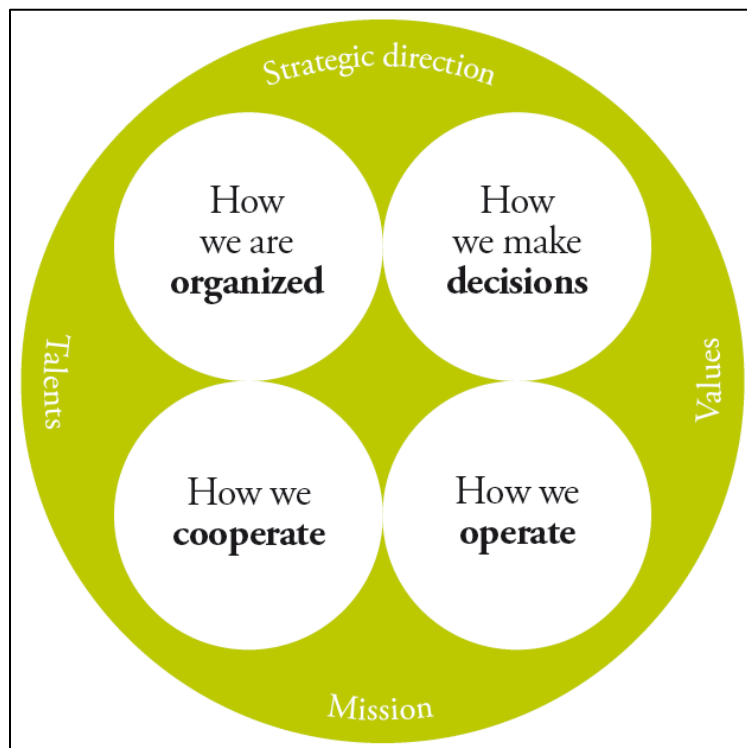 Strategic direction
How
we are
organized
How
we make
decisions
Talents
Values
How we
cooperate
How we
operate
Mission